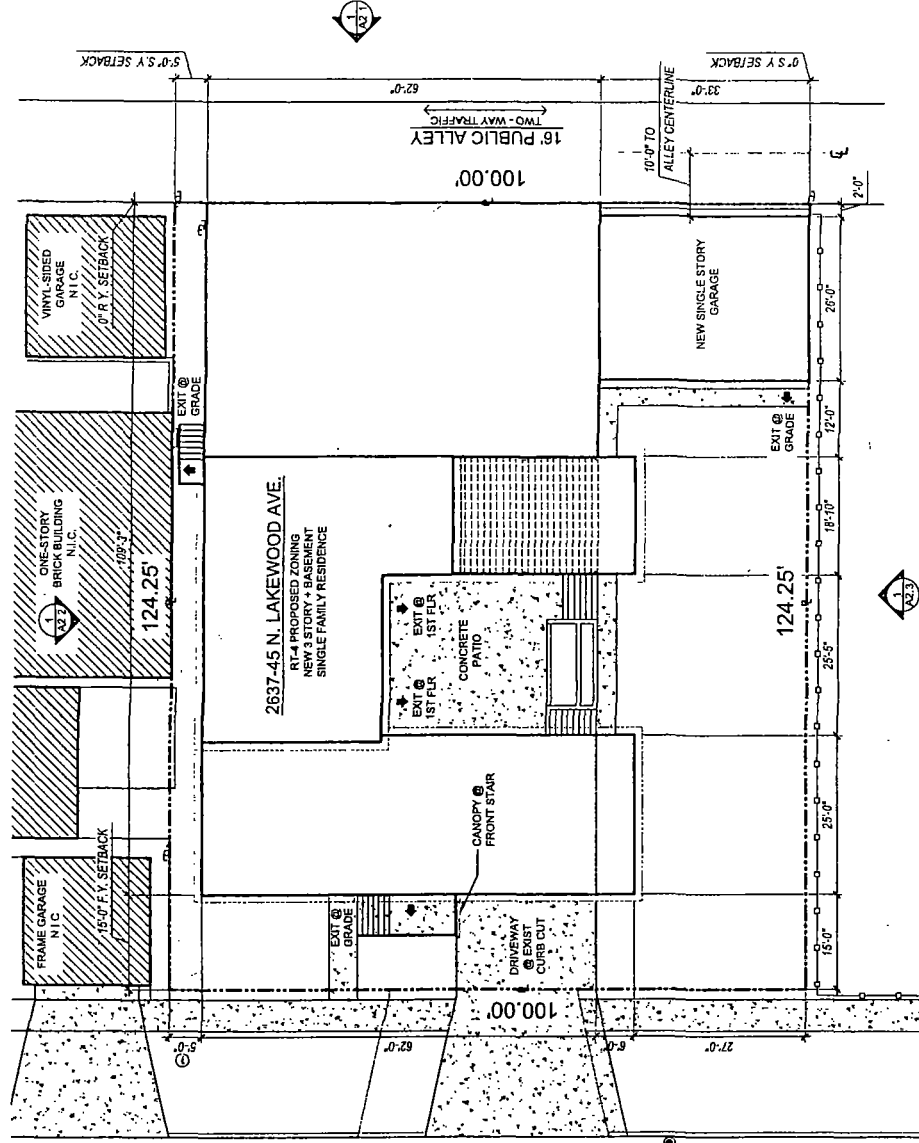 1
A2 1
5'-0" S.Y. SETBACK
62'-0"
0" S Y SETBACK
33'-0"
16' PUBLIC ALLEY
TWO - WAY TRAFFIC
10'-0" TO
ALLEY CENTERLINE
100.00'
2'-0"
VINYL-SIDED
GARAGE
N I C.
0" R Y. SETBACK
NEW SINGLE STORY
GARAGE
26'-0"
EXIT @
GRADE
EXIT @
GRADE
12'-0"
ONE-STORY
BRICK BUILDING
N.I.C.
109'-3"
1
A2 2
124.25'
2637-45 N. LAKEWOOD AVE.
RT-4 PROPOSED ZONING
NEW 3 STORY + BASEMENT
SINGLE FAMILY RESIDENCE
18'-10"
EXIT @
1ST FLR
EXIT @
1ST FLR
CONCRETE
PATIO
124.25'
25'-5"
1
A2.3
CANOPY @
FRONT STAIR
25'-0"
FRAME GARAGE
N I C
15'-0" F.Y. SETBACK
EXIT @
GRADE
DRIVEWAY
@ EXIST
CURB CUT
15'-0"
100.00'
5'-0"
62'-0"
6'-0"
27'-0"